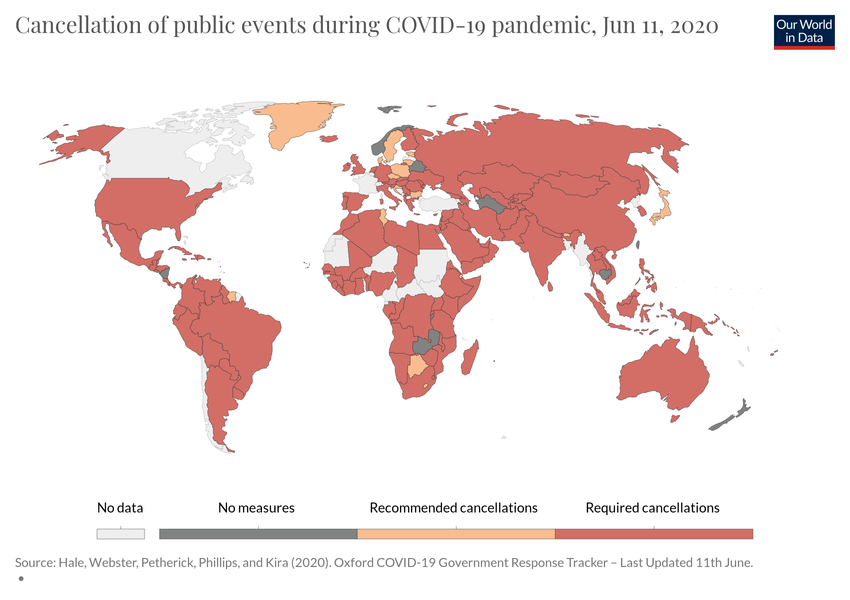 Cancellation of public events during COVID-19 pandemic, Jun 11, 2020
Our World
in Data
No data
No measures
Recommended cancellations
Required cancellations
Source: Hale, Webster, Petherick, Phillips, and Kira (2020). Oxford COVID-19 Government Response Tracker – Last Updated 11th June.